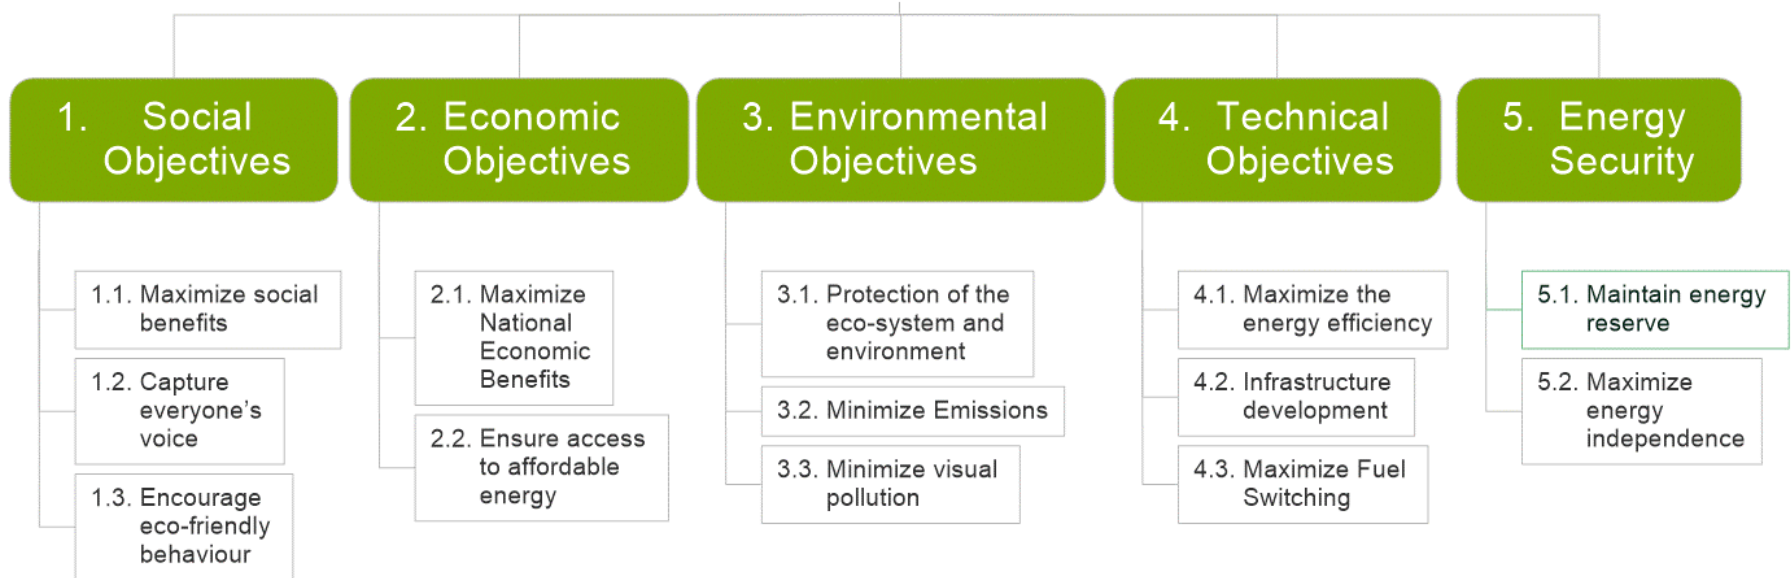 1. Social
Objectives
1.1. Maximize social
benefits
1.2. Capture
everyone’s
voice
1.3. Encourage
eco-friendly
behaviour
2. Economic
Objectives
2.1. Maximize
National
Economic
Benefits
2.2. Ensure access
to affordable
energy
3. Environmental
Objectives
3.1. Protection of the
eco-system and
environment
3.2. Minimize Emissions
3.3. Minimize visual
pollution
4. Technical
Objectives
4.1. Maximize the
energy efficiency
4.2. Infrastructure
development
4.3. Maximize Fuel
Switching
5. Energy
Security
5.1. Maintain energy
reserve
5.2. Maximize
energy
independence